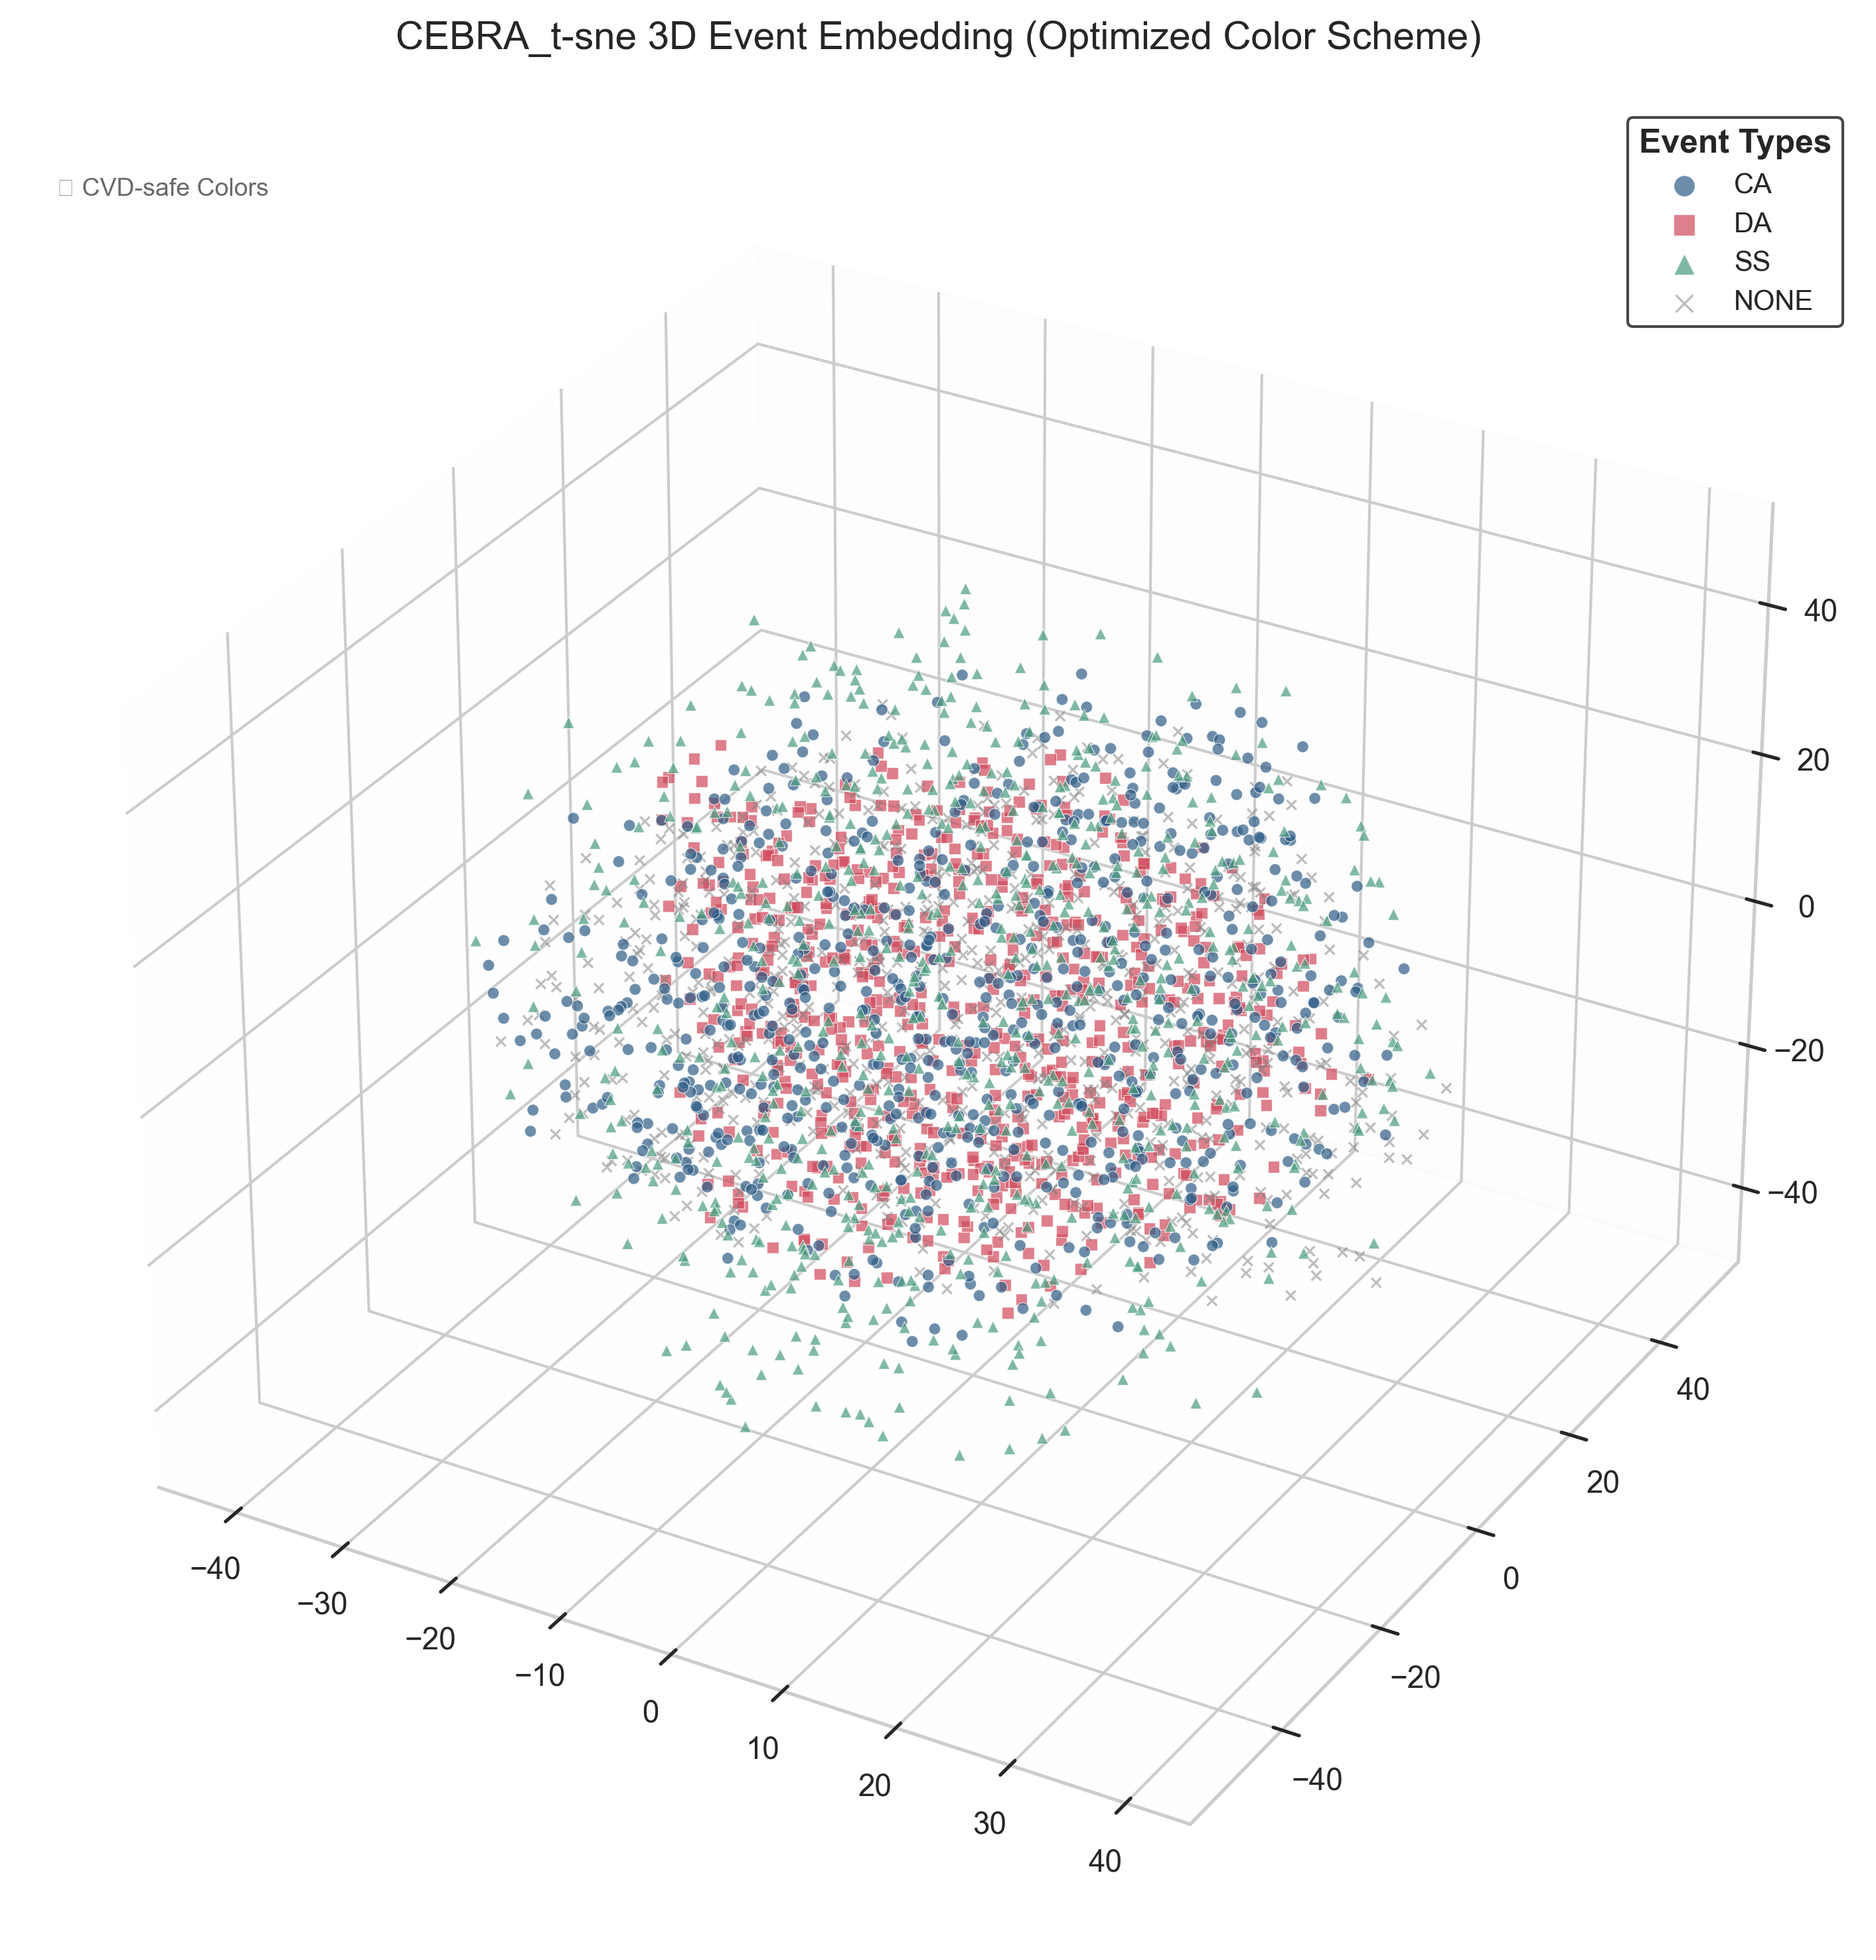 CEBRA_t-sne 3D Event Embedding (Optimized Color Scheme)
Event Types
CA
DA
SS
NONE
CVD-safe Colors
40
20
0
−20
−40
40
20
0
−20
−40
−40
−30
−20
−10
0
10
20
30
40